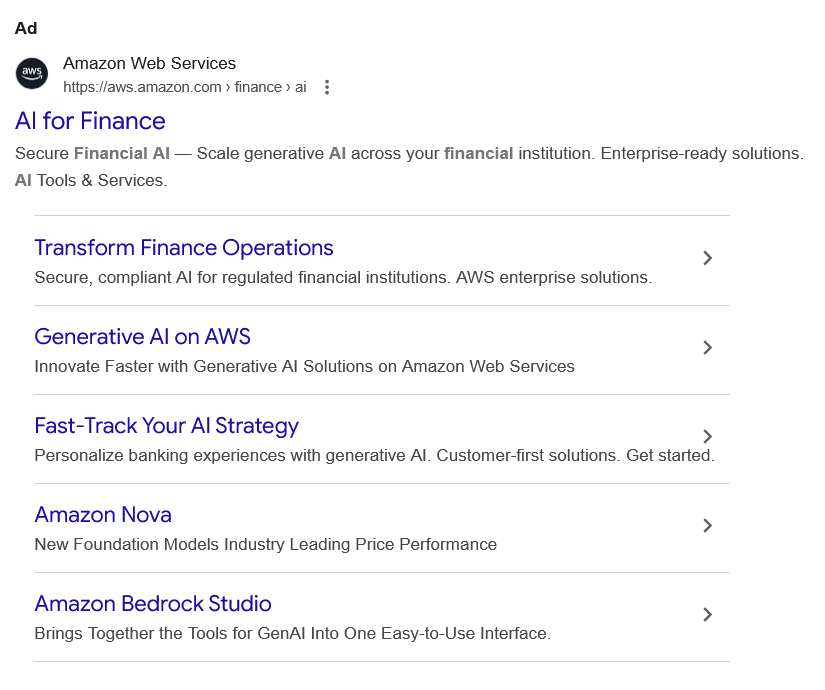 Ad
aws
Amazon Web Services
https://aws.amazon.com › finance › ai
AI for Finance
Secure Financial AI — Scale generative AI across your financial institution. Enterprise-ready solutions.
AI Tools & Services.
Transform Finance Operations
Secure, compliant AI for regulated financial institutions. AWS enterprise solutions.
Generative AI on AWS
Innovate Faster with Generative AI Solutions on Amazon Web Services
Fast-Track Your AI Strategy
Personalize banking experiences with generative AI. Customer-first solutions. Get started.
Amazon Nova
New Foundation Models Industry Leading Price Performance
Amazon Bedrock Studio
Brings Together the Tools for GenAI Into One Easy-to-Use Interface.